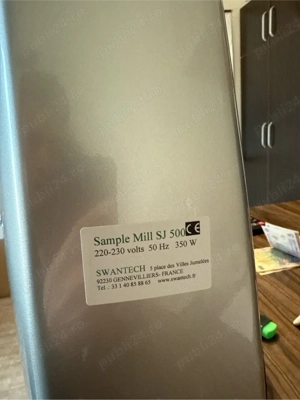 Sample Mill SJ 500 CE
220-230 volts 50 Hz 350 W
SWANTECH 5 place des Villes Jumelées
92230 GENNEVILLIERS- FRANCE
Tel . 33 1 40 85 88 65 www.swantech.fr